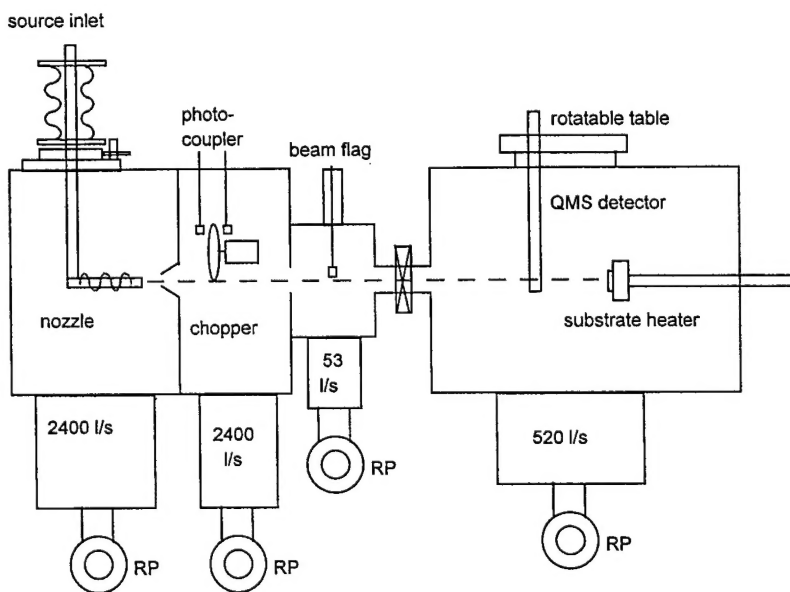 source inlet
photo-
coupler
beam flag
rotatable table
QMS detector
nozzle
chopper
substrate heater
2400 l/s
2400
l/s
53
l/s
520 l/s
RP
RP
RP
RP